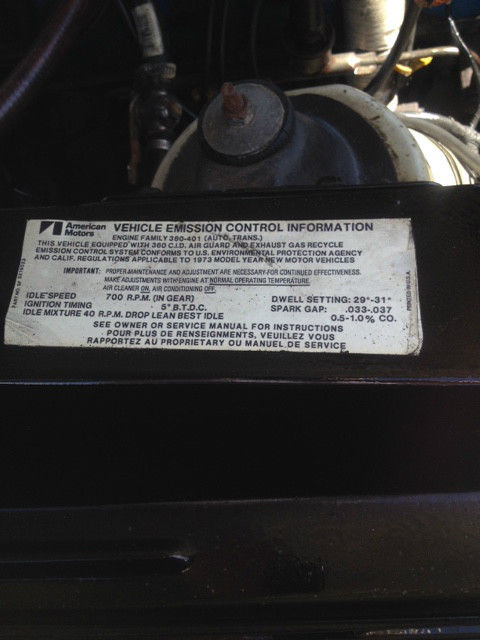 American Motors
VEHICLE EMISSION CONTROL INFORMATION
ENGINE FAMILY 360-401 (AUTO. TRANS.)
THIS VEHICLE EQUIPPED WITH 360 C.I.D. AIR GUARD AND EXHAUST GAS RECYCLE
EMISSION CONTROL SYSTEM CONFORMS TO U.S. ENVIRONMENTAL PROTECTION AGENCY
AND CALIF. REGULATIONS APPLICABLE TO 1973 MODEL YEAR NEW MOTOR VEHICLES
IMPORTANT: PROPER MAINTENANCE AND ADJUSTMENT ARE NECESSARY FOR CONTINUED EFFECTIVENESS.
MAKE ADJUSTMENTS WITH ENGINE AT NORMAL OPERATING TEMPERATURE,
AIR CLEANER ON, AIR CONDITIONING OFF.
IDLE SPEED 700 R.P.M. (IN GEAR) DWELL SETTING: 29°-31°
IGNITION TIMING 5° B.T.D.C. SPARK GAP: .033-.037
IDLE MIXTURE 40 R.P.M. DROP LEAN BEST IDLE 0.5-1.0% CO.
SEE OWNER OR SERVICE MANUAL FOR INSTRUCTIONS
POUR PLUS DE RENSEIGNMENTS, VEUILLEZ VOUS
RAPPORTEZ AU PROPRIETARY OU MANUEL DE SERVICE
PRINTED IN U.S.A.